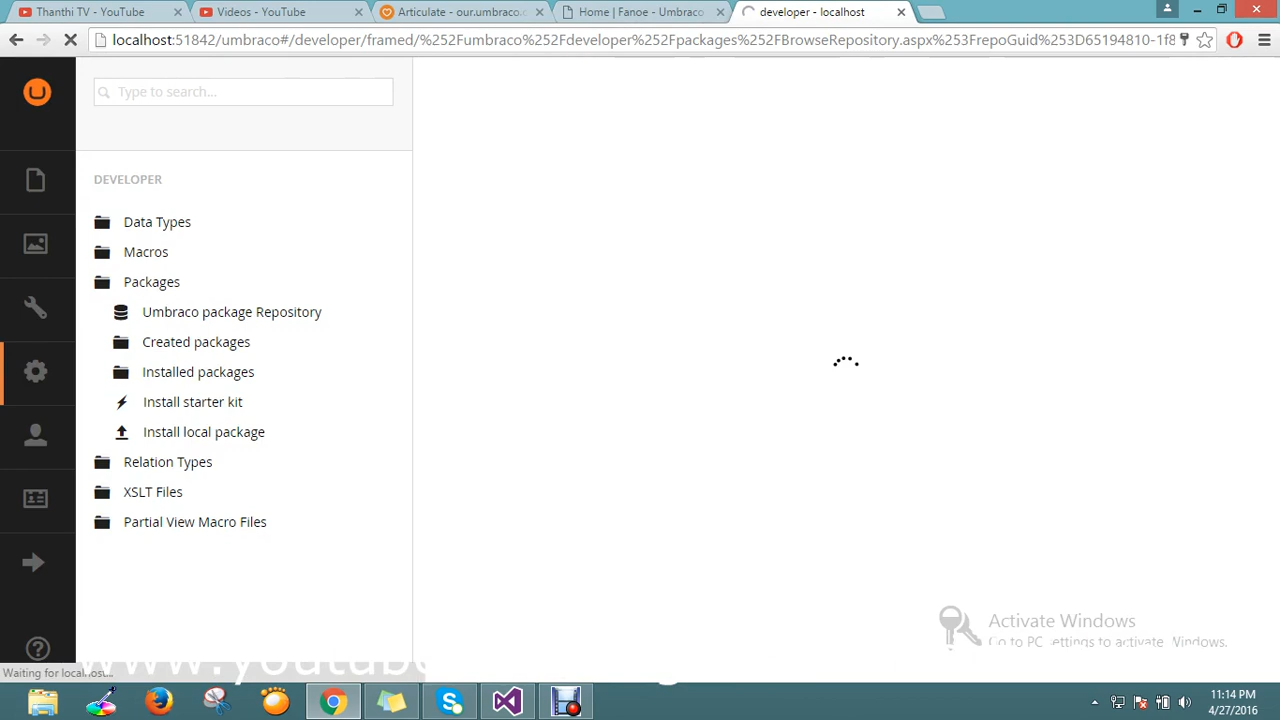 Thanthi TV - YouTube
Videos - YouTube
Articulate - our.umbraco.c
Home | Fanoe - Umbraco
developer - localhost
localhost:51842/umbraco#/developer/framed/%252Fumbraco%252Fdeveloper%252Fpackages%252FBrowseRepository.aspx%253FrepoGuid%253D65194810-1f8
Type to search...
DEVELOPER
Data Types
Macros
Packages
Umbraco package Repository
Created packages
Installed packages
Install starter kit
Install local package
Relation Types
XSLT Files
Partial View Macro Files
Activate Windows
Go to PC settings to activate Windows.
www.youtube
Waiting for localhost...
11:14 PM
4/27/2016